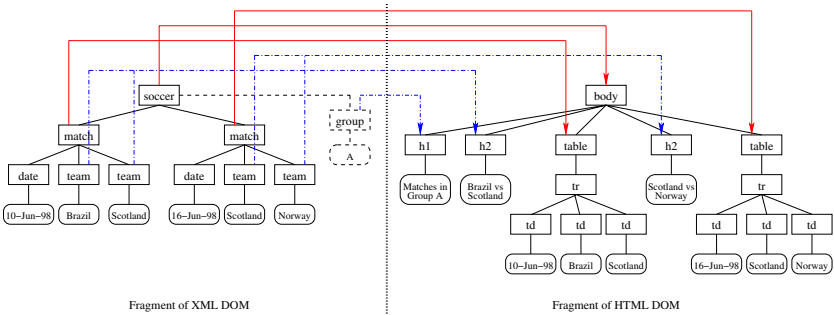 soccer
body
group
match
match
h1
h2
table
h2
table
A
date
team
team
date
team
team
Matches in
Group A
Brazil vs
Scotland
tr
Scotland vs
Norway
tr
10-Jun-98
Brazil
Scotland
16-Jun-98
Scotland
Norway
td
td
td
td
td
td
10-Jun-98
Brazil
Scotland
16-Jun-98
Scotland
Norway
Fragment of XML DOM
Fragment of HTML DOM